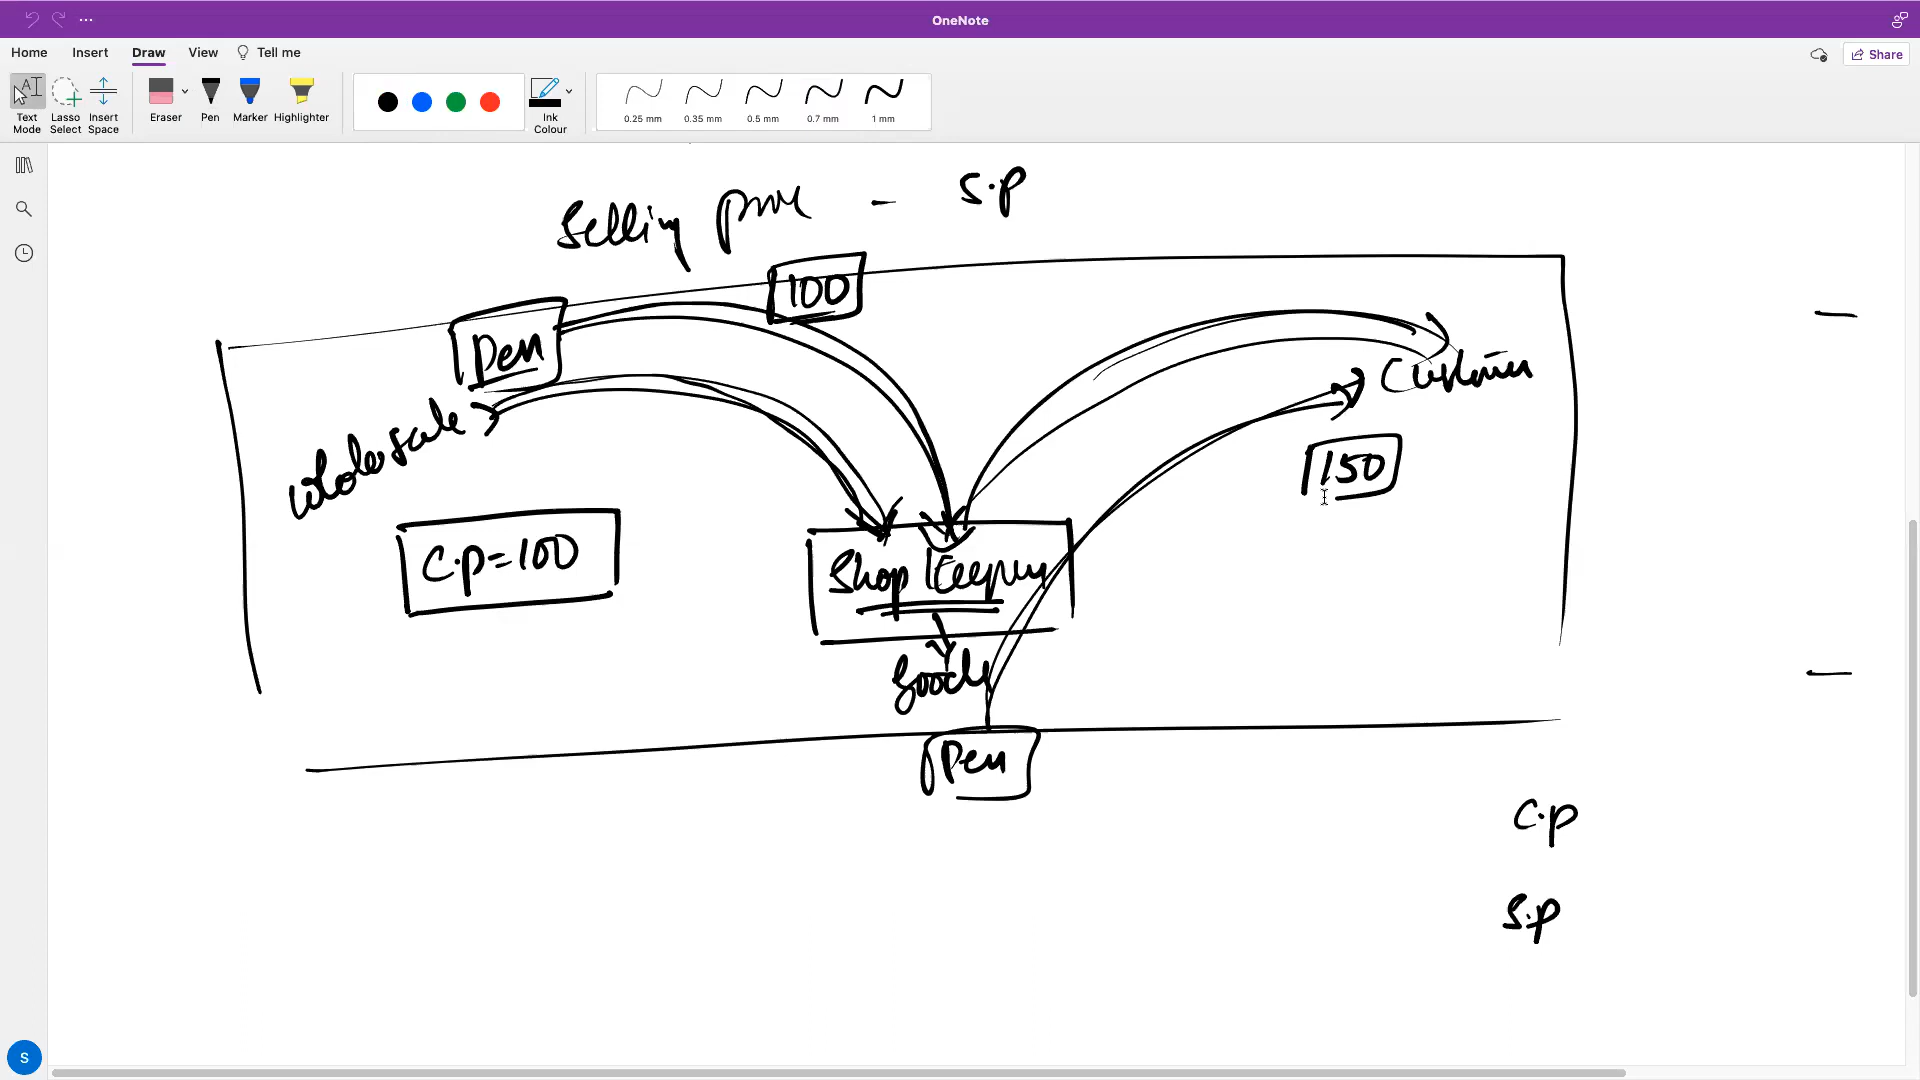 OneNote
Home Insert Draw View Tell me
Share
Text Mode
Lasso Select
Insert Space
Eraser
Pen
Marker
Highlighter
Ink Colour
0.25 mm
0.35 mm
0.5 mm
0.7 mm
1 mm
Selling price - S.p
100
Pen
Customer
wholesale
150
C.p=100
Shop keeper
Goods
Pen
C.p
S.p
S